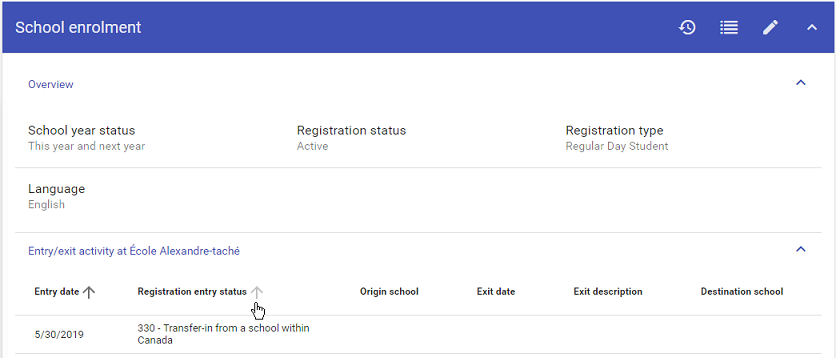 School enrolment
Overview
School year status Registration status Registration type
This year and next year Active Regular Day Student
Language
English
Entry/exit activity at École Alexandre-taché
Entry date Registration entry status Origin school Exit date Exit description Destination school
5/30/2019 330 - Transfer-in from a school within
Canada